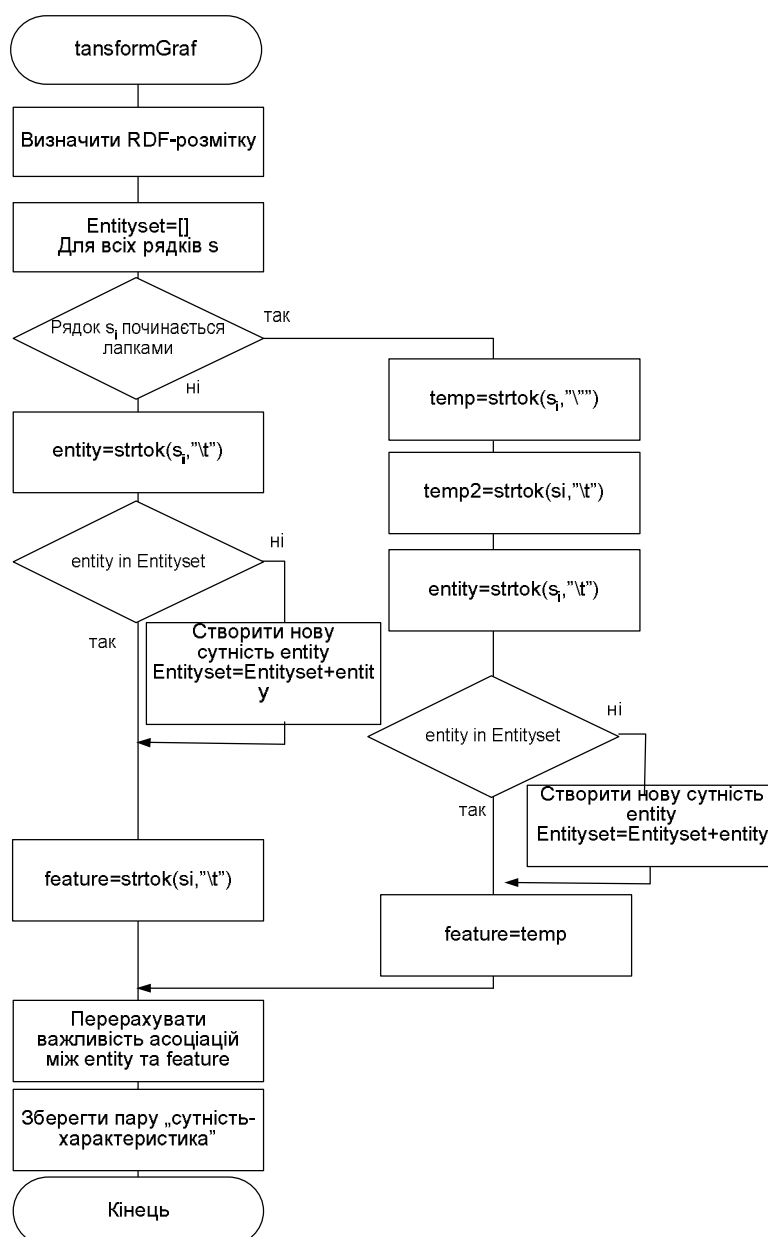 tansformGraf
Визначити RDF-розмітку
Entityset=[]
Для всіх рядків s
Рядок si починається
лапками
так
ні
entity=strtok(si,”\t”)
entity in Entityset
ні
так
Створити нову
сутність entity
Entityset=Entityset+entit
y
feature=strtok(si,”\t”)
temp=strtok(si,”\””)
temp2=strtok(si,”\t”)
entity=strtok(si,”\t”)
entity in Entityset
ні
так
Створити нову сутність
entity
Entityset=Entityset+entity
feature=temp
Перерахувати
важливість асоціацій
між entity та feature
Зберегти пару „сутність-
характеристика”
Кінець